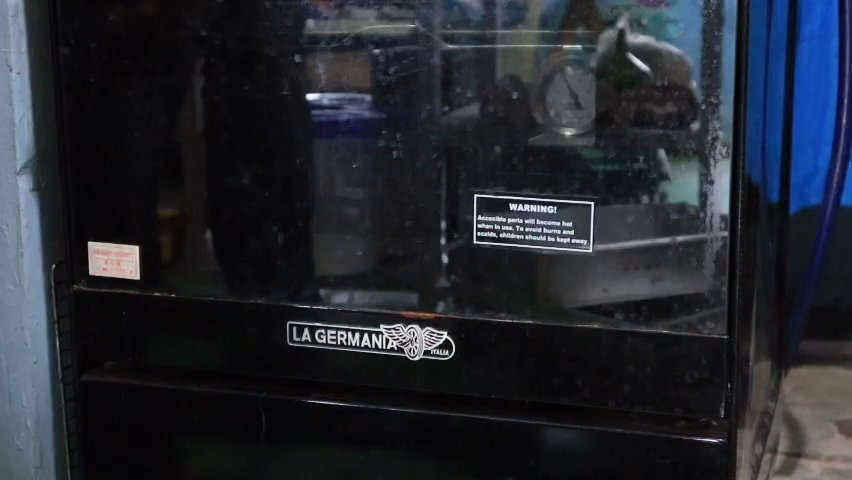 WARNING!
Accesible parts will become hot
when in use. To avoid burns and
scalds, children should be kept away
LA GERMANIA
ITALIA